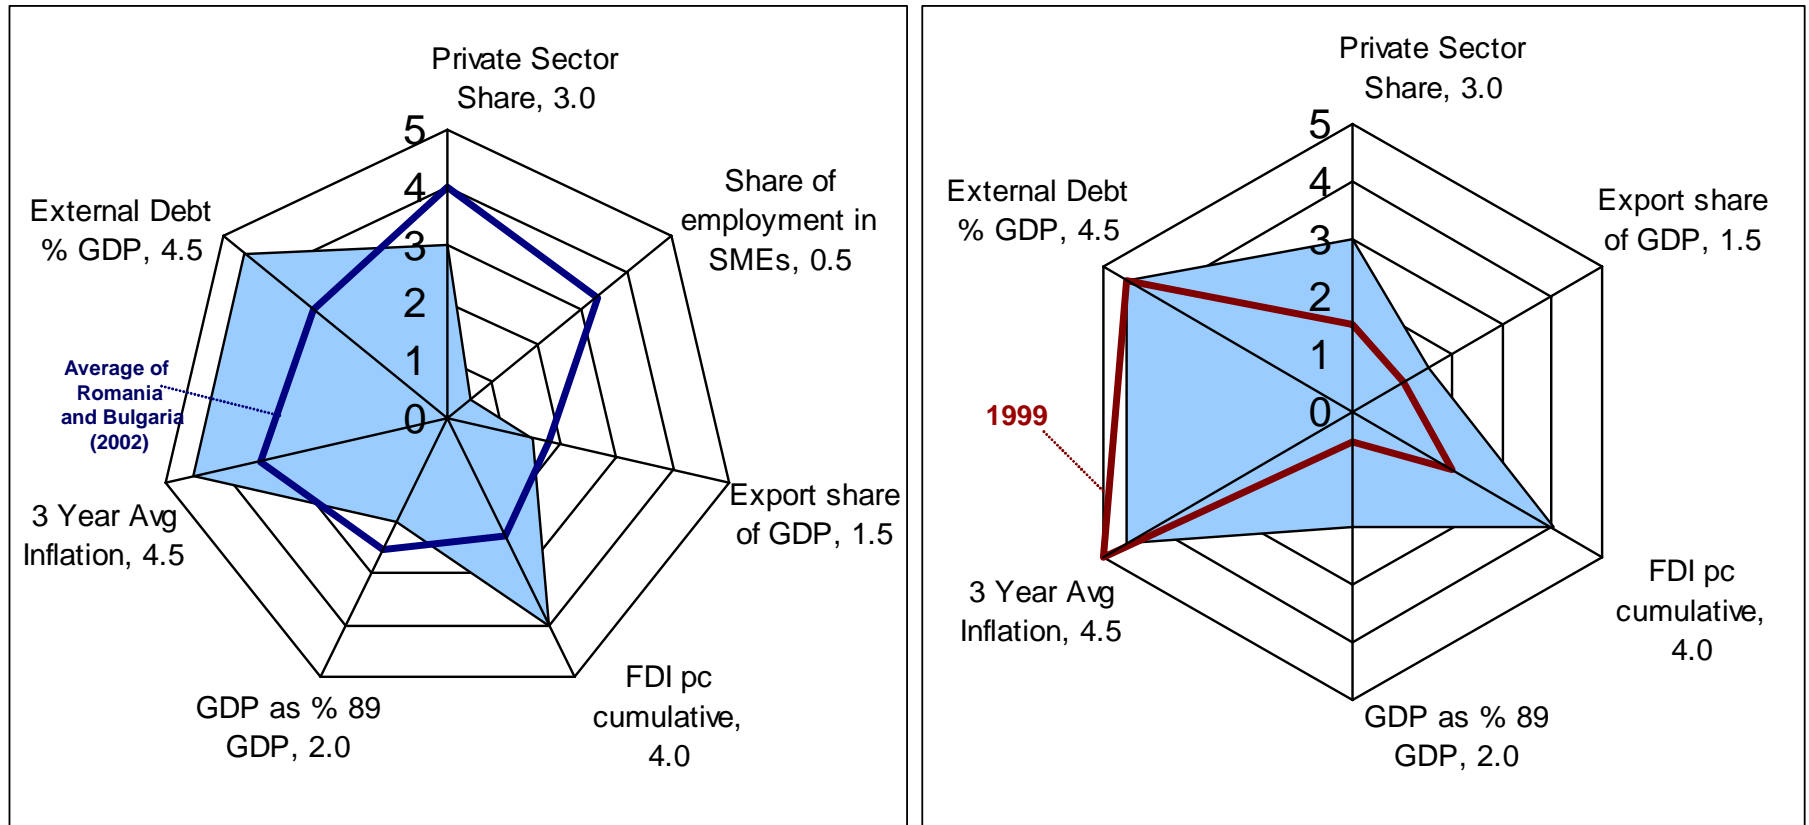 Private Sector
Share, 3.0
5
4
3
2
1
0
Share of
employment in
SMEs, 0.5
External Debt
% GDP, 4.5
Average of
Romania
and Bulgaria
(2002)
Export share
of GDP, 1.5
3 Year Avg
Inflation, 4.5
FDI pc
cumulative,
4.0
GDP as % 89
GDP, 2.0
Private Sector
Share, 3.0
5
4
3
2
1
0
External Debt
% GDP, 4.5
Export share
of GDP, 1.5
1999
3 Year Avg
Inflation, 4.5
FDI pc
cumulative,
4.0
GDP as % 89
GDP, 2.0